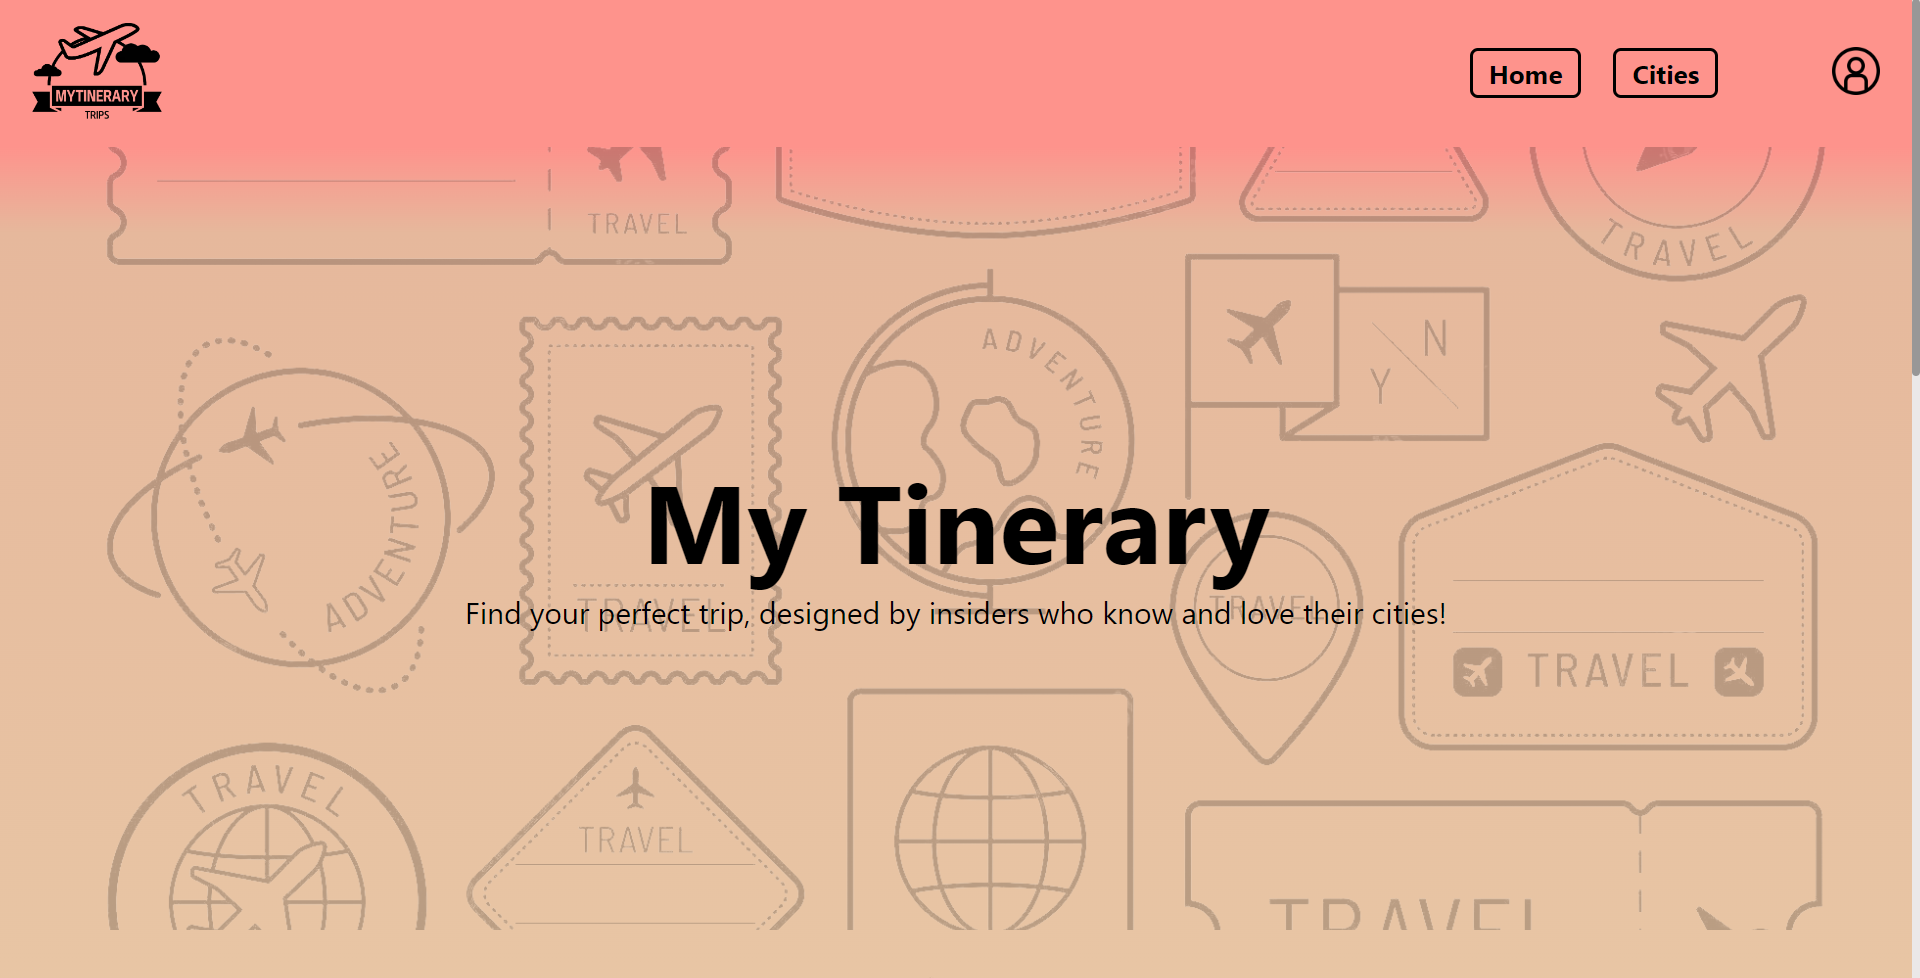 MYTINERARY
TRIPS
Home
Cities
TRAVEL
TRAVEL
ADVENTURE
N
Y
ADVENTURE
My Tinerary
TRAVEL
TRAVEL
Find your perfect trip, designed by insiders who know and love their cities!
TRAVEL
TRAVEL
TRAVEL
TRAVEL